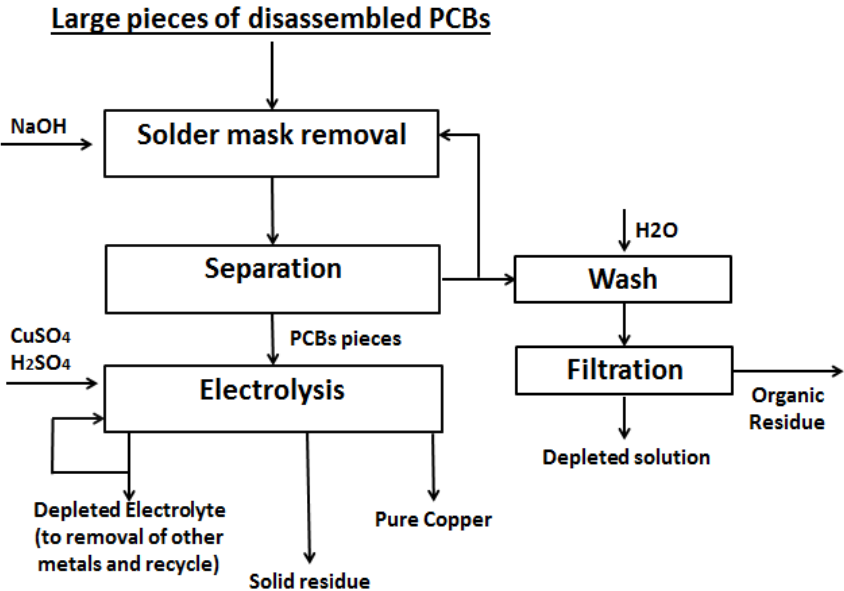 Large pieces of disassembled PCBs
NaOH
Solder mask removal
H2O
Separation
Wash
PCBs pieces
CuSO4
H2SO4
Electrolysis
Filtration
Organic
Residue
Depleted solution
Depleted Electrolyte
(to removal of other
metals and recycle)
Pure Copper
Solid residue